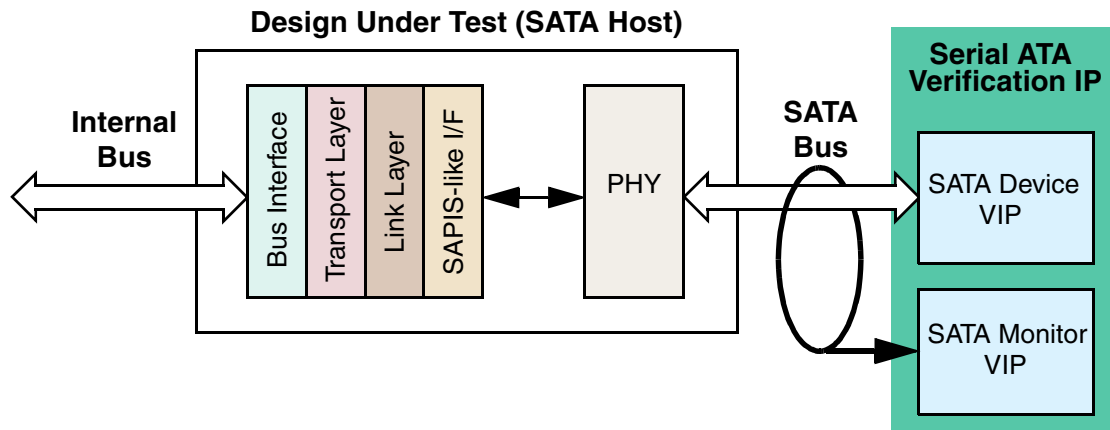 Design Under Test (SATA Host)
Serial ATA
Verification IP
Internal
Bus
Bus Interface
Transport Layer
Link Layer
SAPIS-like I/F
PHY
SATA
Bus
SATA Device
VIP
SATA Monitor
VIP